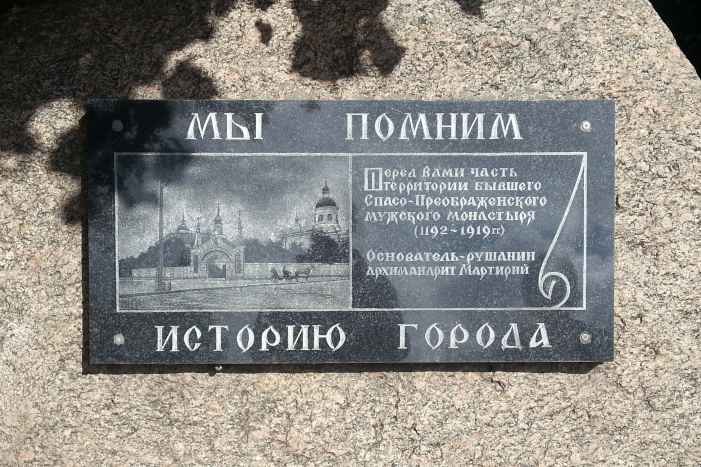 МЫ ПОМНИМ
Перед Вами часть
территории бывшего
Спасо-Преображенского
мужского монастыря
(1192-1919гг)
Основатель-рушанин
архимандрит Мартирий
ИСТОРИЮ ГОРОДА